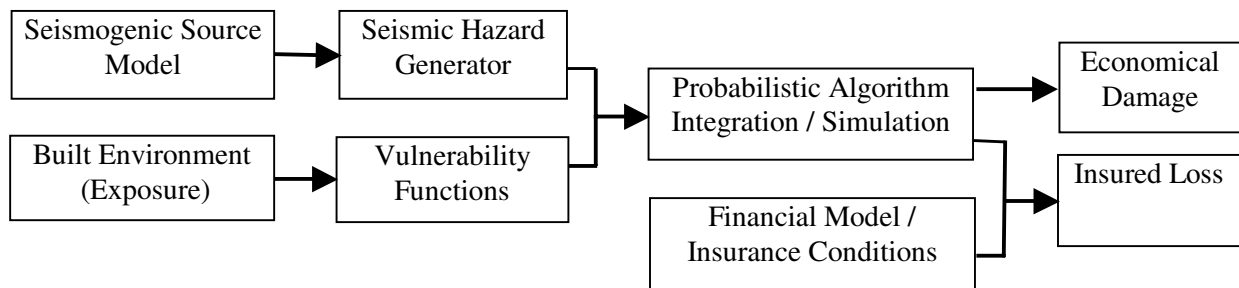 Seismogenic Source
Model
Seismic Hazard
Generator
Built Environment
(Exposure)
Vulnerability
Functions
Probabilistic Algorithm
Integration / Simulation
Financial Model /
Insurance Conditions
Economical
Damage
Insured Loss